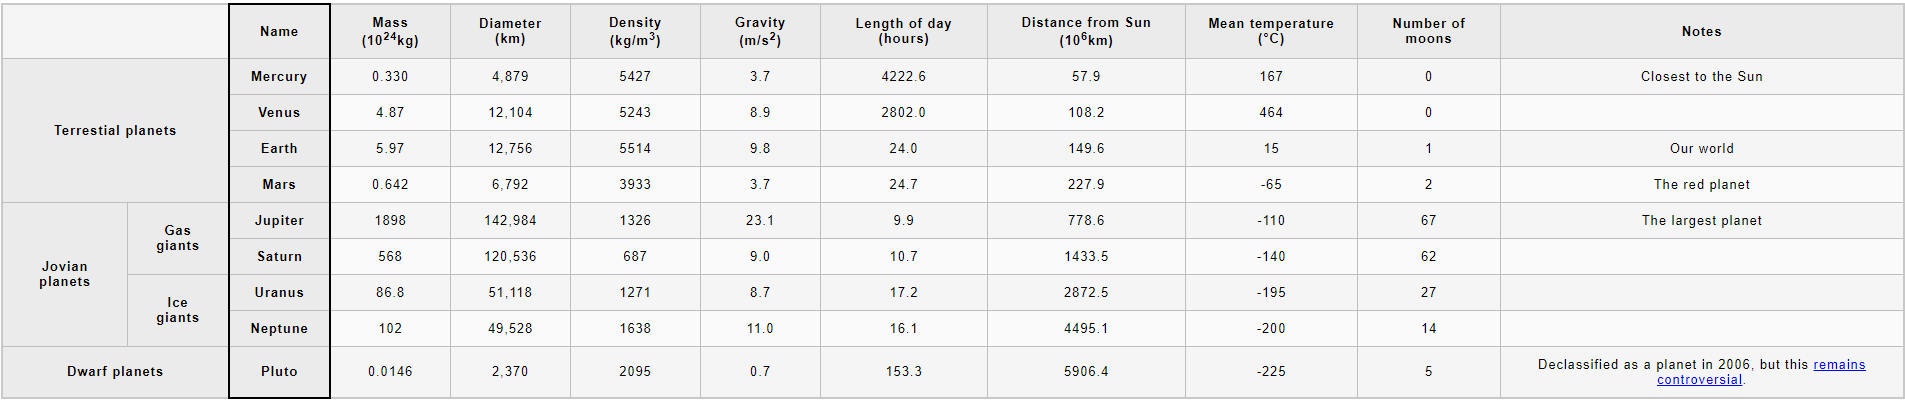 Name Mass (10²⁴kg) Diameter (km) Density (kg/m³) Gravity (m/s²) Length of day (hours) Distance from Sun (10⁶km) Mean temperature (°C) Number of moons Notes
Terrestial planets Mercury 0.330 4,879 5427 3.7 4222.6 57.9 167 0 Closest to the Sun
Venus 4.87 12,104 5243 8.9 2802.0 108.2 464 0
Earth 5.97 12,756 5514 9.8 24.0 149.6 15 1 Our world
Mars 0.642 6,792 3933 3.7 24.7 227.9 -65 2 The red planet
Jovian planets Gas giants Jupiter 1898 142,984 1326 23.1 9.9 778.6 -110 67 The largest planet
Saturn 568 120,536 687 9.0 10.7 1433.5 -140 62
Ice giants Uranus 86.8 51,118 1271 8.7 17.2 2872.5 -195 27
Neptune 102 49,528 1638 11.0 16.1 4495.1 -200 14
Dwarf planets Pluto 0.0146 2,370 2095 0.7 153.3 5906.4 -225 5 Declassified as a planet in 2006, but this remains controversial.